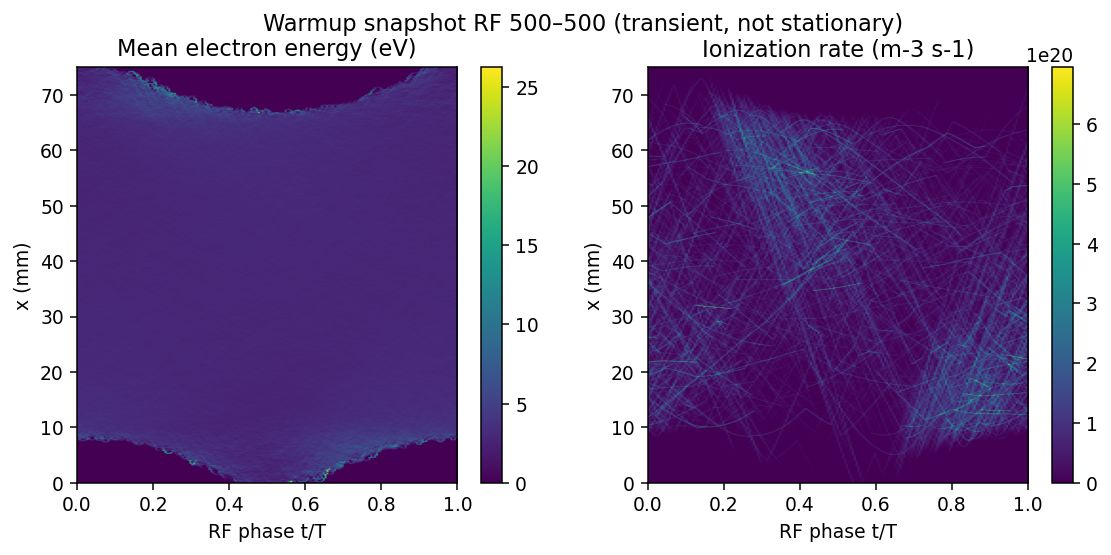 Warmup snapshot RF 500–500 (transient, not stationary)
Mean electron energy (eV)
Ionization rate (m-3 s-1)
1e20
x (mm)
70
60
50
40
30
20
10
0
0.0 0.2 0.4 0.6 0.8 1.0
RF phase t/T
25
20
15
10
5
0
x (mm)
70
60
50
40
30
20
10
0
0.0 0.2 0.4 0.6 0.8 1.0
RF phase t/T
6
5
4
3
2
1
0